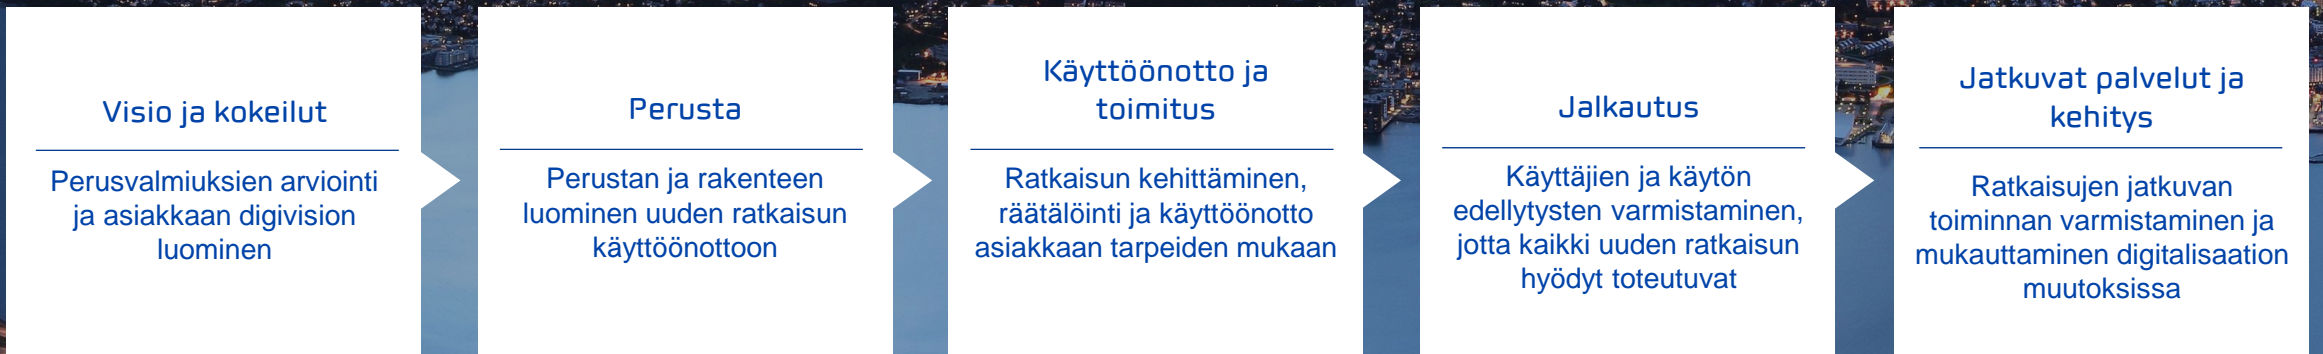 Visio ja kokeilut
Perusvalmiuksien arviointi
ja asiakkaan digivision
luominen
Perusta
Perustan ja rakenteen
luominen uuden ratkaisun
käyttöönottoon
Käyttöönotto ja
toimitus
Ratkaisun kehittäminen,
räätälöinti ja käyttöönotto
asiakkaan tarpeiden mukaan
Jalkautus
Käyttäjien ja käytön
edellytysten varmistaminen,
jotta kaikki uuden ratkaisun
hyödyt toteutuvat
Jatkuvat palvelut ja
kehitys
Ratkaisujen jatkuvan
toiminnan varmistaminen ja
mukauttaminen digitalisaation
muutoksissa